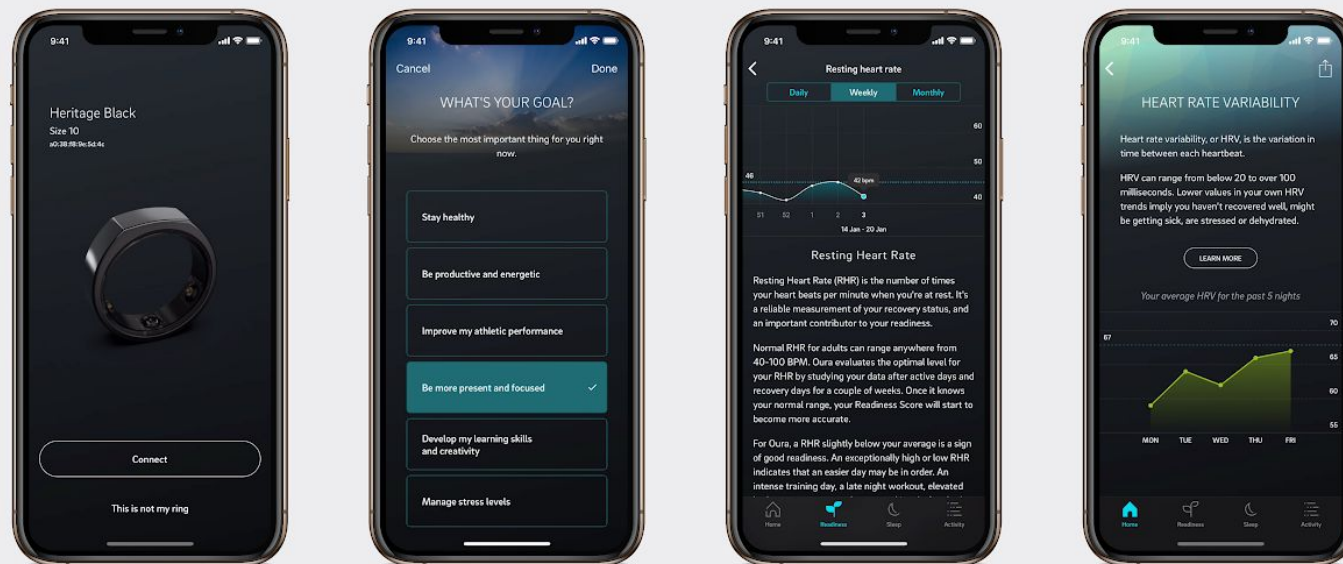 9:41
Heritage Black
Size 10
a0:38:f8:9e:5d:4c
Connect
This is not my ring
9:41
Cancel
Done
WHAT'S YOUR GOAL?
Choose the most important thing for you right
now.
Stay healthy
Be productive and energetic
Improve my athletic performance
Be more present and focused
Develop my learning skills
and creativity
Manage stress levels
9:41
Resting heart rate
Daily
Weekly
Monthly
60
50
46
42 bpm
40
51
52
1
2
3
14 Jan - 20 Jan
Resting Heart Rate
Resting Heart Rate (RHR) is the number of times
your heart beats per minute when you're at rest. It's
a reliable measurement of your recovery status, and
an important contributor to your readiness.
Normal RHR for adults can range anywhere from
40-100 BPM. Oura evaluates the optimal level for
your RHR by studying your data after active days and
recovery days for a couple of weeks. Once it knows
your normal range, your Readiness Score will start to
become more accurate.
For Oura, a RHR slightly below your average is a sign
of good readiness. An exceptionally high or low RHR
indicates that an easier day may be in order. An
intense training day, a late night workout, elevated
Home
Readiness
Sleep
Activity
9:41
HEART RATE VARIABILITY
Heart rate variability, or HRV, is the variation in
time between each heartbeat.
HRV can range from below 20 to over 100
milliseconds. Lower values in your own HRV
trends imply you haven't recovered well, might
be getting sick, are stressed or dehydrated.
LEARN MORE
Your average HRV for the past 5 nights
70
67
65
60
55
MON
TUE
WED
THU
FRI
Home
Readiness
Sleep
Activity